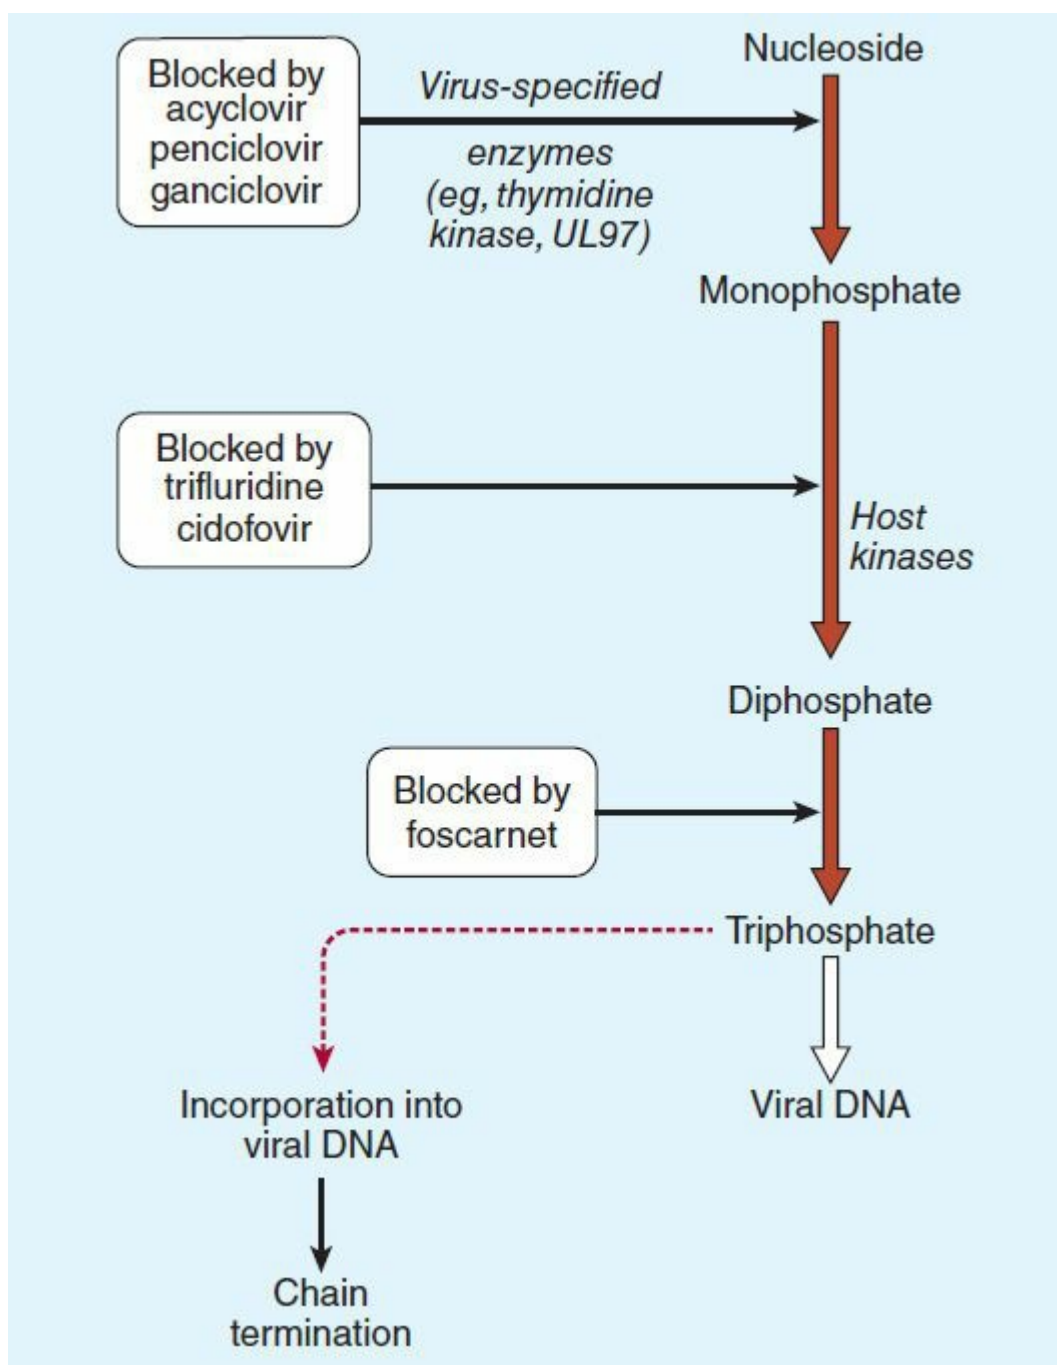 Nucleoside
Blocked by
acyclovir
penciclovir
ganciclovir
Virus-specified
enzymes
(eg, thymidine
kinase, UL97)
Monophosphate
Blocked by
trifluridine
cidofovir
Host
kinases
Diphosphate
Blocked by
foscarnet
Triphosphate
Incorporation into
viral DNA
Viral DNA
Chain
termination